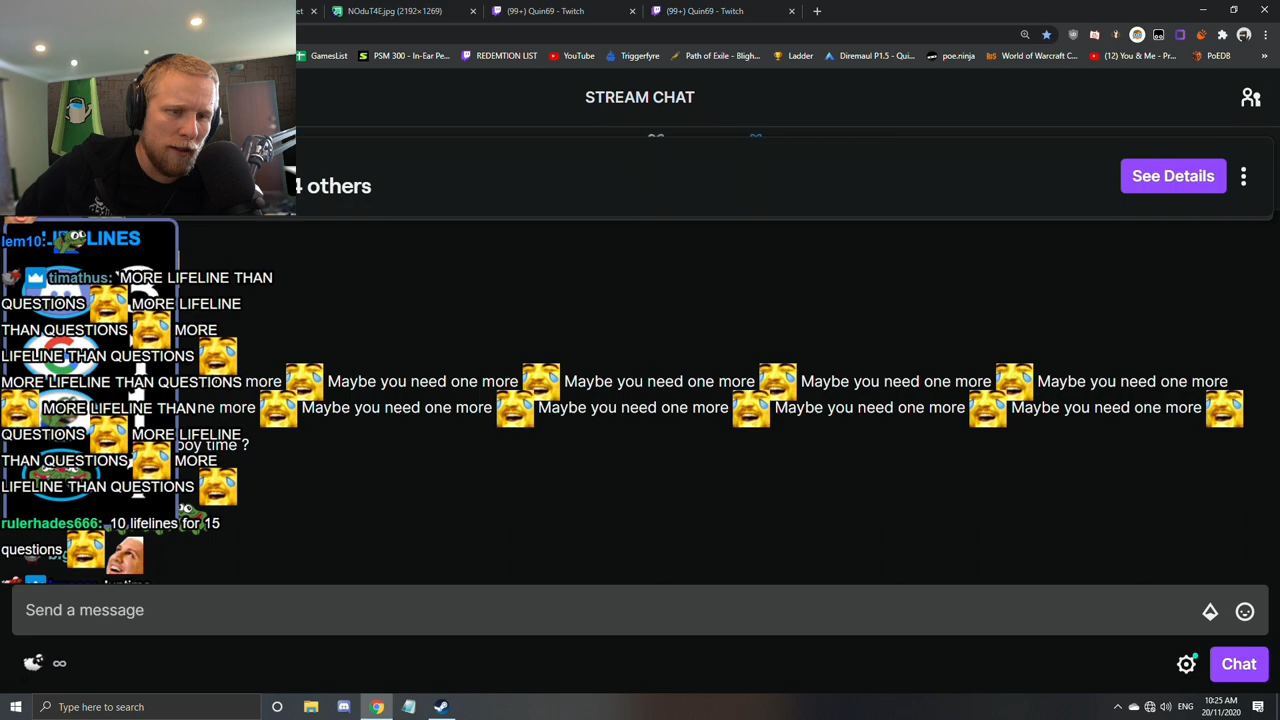 NOduT4E.jpg (2192×1269)
(99+) Quin69 - Twitch
(99+) Quin69 - Twitch
GamesList
PSM 300 - In-Ear Pe...
REDEMTION LIST
YouTube
Triggerfyre
Path of Exile - Bligh...
Ladder
Diremaul P1.5 - Qui...
poe.ninja
World of Warcraft C...
(12) You & Me - Pr...
PoEDB
STREAM CHAT
4 others
See Details
lem10:
LIFELINES
timathus: MORE LIFELINE THAN
QUESTIONS MORE LIFELINE
THAN QUESTIONS MORE
LIFELINE THAN QUESTIONS
MORE LIFELINE THAN QUESTIONS
more Maybe you need one more Maybe you need one more Maybe you need one more Maybe you need one more
MORE LIFELINE THAN
ne more Maybe you need one more Maybe you need one more Maybe you need one more Maybe you need one more
QUESTIONS MORE LIFELINE
boy time ?
THAN QUESTIONS MORE
LIFELINE THAN QUESTIONS
rulerhades666: 10 lifelines for 15
questions
Send a message
∞
Chat
Type here to search
ENG
10:25 AM
20/11/2020